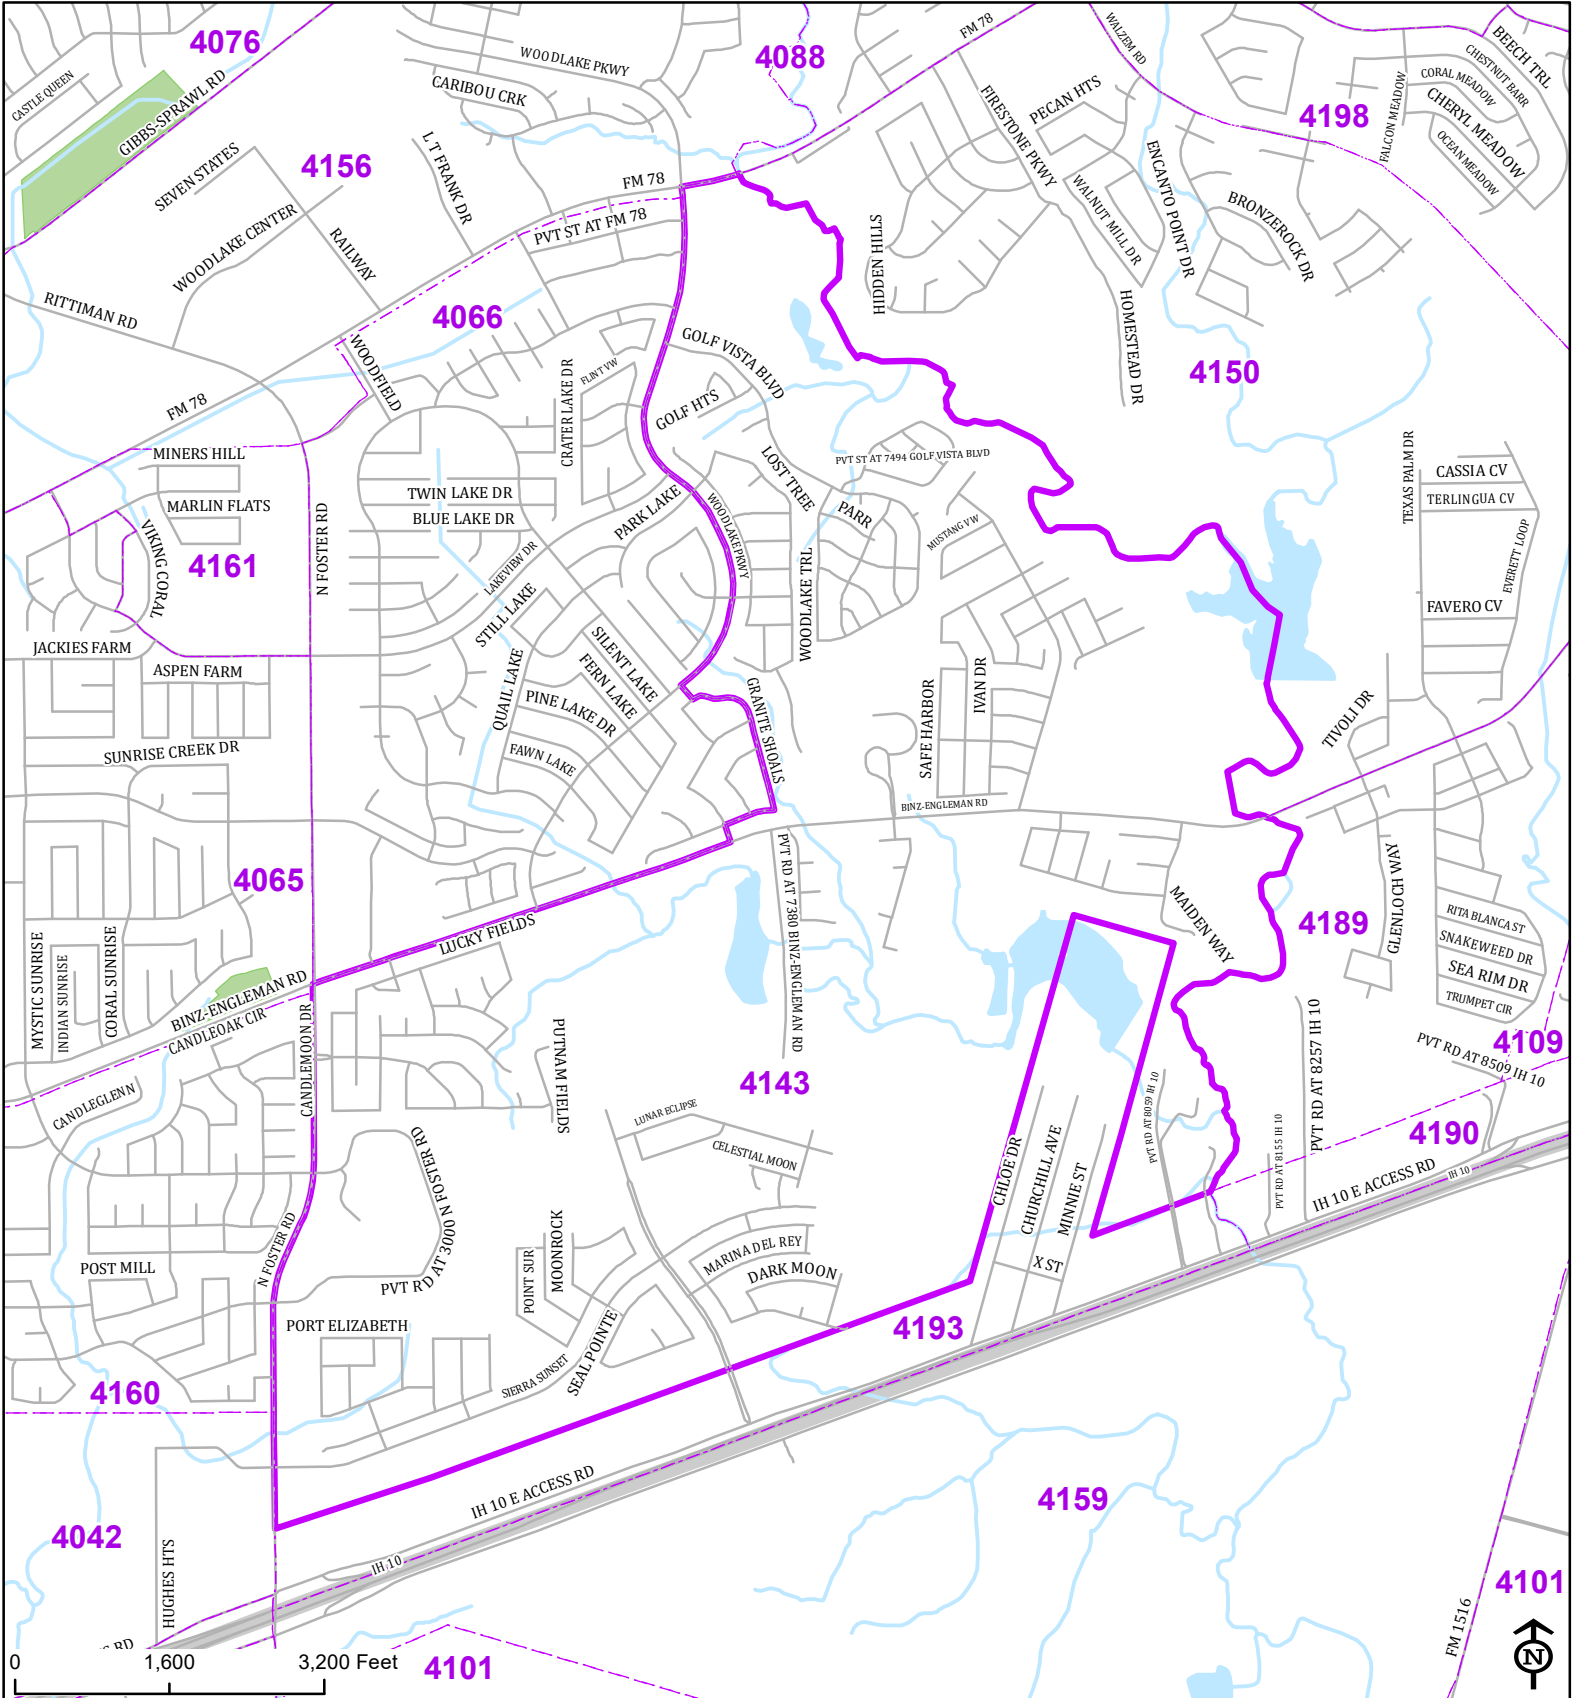 4076
4088
FM 78
WALZEM RD
BEECH TRL
CHESTNUT BARR
CORAL MEADOW
CHERYL MEADOW
OCEAN MEADOW
FALCON MEADOW
4198
WOODLAKE PKWY
CARIBOU CRK
CASTLE QUEEN
GIBBS-SPRAWL RD
SEVEN STATES
4156
L T FRANK DR
FM 78
PVT ST AT FM 78
FIRESTONE PKWY
PECAN HTS
ENCANTO POINT DR
WALNUT MILL DR
BRONZEROCK DR
HIDDEN HILLS
HOMESTEAD DR
4150
WOODLAKE CENTER
RAILWAY
RITTIMAN RD
4066
WOODFIELD
FM 78
CRATER LAKE DR
FLINT VW
GOLF VISTA BLVD
GOLF HTS
LOST TREE
PVT ST AT 7494 GOLF VISTA BLVD
PARR
MUSTANG VW
TEXAS PALM DR
CASSIA CV
TERLINGUA CV
EVERETT LOOP
FAVERO CV
MINERS HILL
MARLIN FLATS
VIKING CORAL
4161
N FOSTER RD
TWIN LAKE DR
BLUE LAKE DR
PARK LAKE
WOODLAKE PKWY
LAKEVIEW DR
STILL LAKE
SILENT LAKE
FERN LAKE
QUAIL LAKE
PINE LAKE DR
FAWN LAKE
WOODLAKE TRL
GRANITE SHOALS
SAFE HARBOR
IVAN DR
TIVOLI DR
JACKIES FARM
ASPEN FARM
SUNRISE CREEK DR
BINZ-ENGLEMAN RD
PVT RD AT 7380 BINZ-ENGLEMAN RD
4065
MYSTIC SUNRISE
INDIAN SUNRISE
CORAL SUNRISE
LUCKY FIELDS
BINZ-ENGLEMAN RD
CANDLEOAK CIR
CANDLEMOON DR
CANDLEGLENN
MAIDEN WAY
4189
GLENLOCH WAY
RITA BLANCA ST
SNAKEWEED DR
SEA RIM DR
TRUMPET CIR
4109
PVT RD AT 8509 IH 10
PVT RD AT 8257 IH 10
4190
PVT RD AT 8155 IH 10
PVT RD AT 8059 IH 10
IH 10 E ACCESS RD
IH 10
PUTNAM FIELDS
4143
LUNAR ECLIPSE
CELESTIAL MOON
CHLOE DR
CHURCHILL AVE
MINNIE ST
X ST
N FOSTER RD
PVT RD AT 3000 N FOSTER RD
POST MILL
PORT ELIZABETH
POINT SUR
MOONROCK
MARINA DEL REY
DARK MOON
SEAL POINTE
SIERRA SUNSET
4193
4160
4042
HUGHES HTS
IH 10 E ACCESS RD
IH 10
4159
4101
FM 1516
4101
S RD
0 1,600 3,200 Feet
N